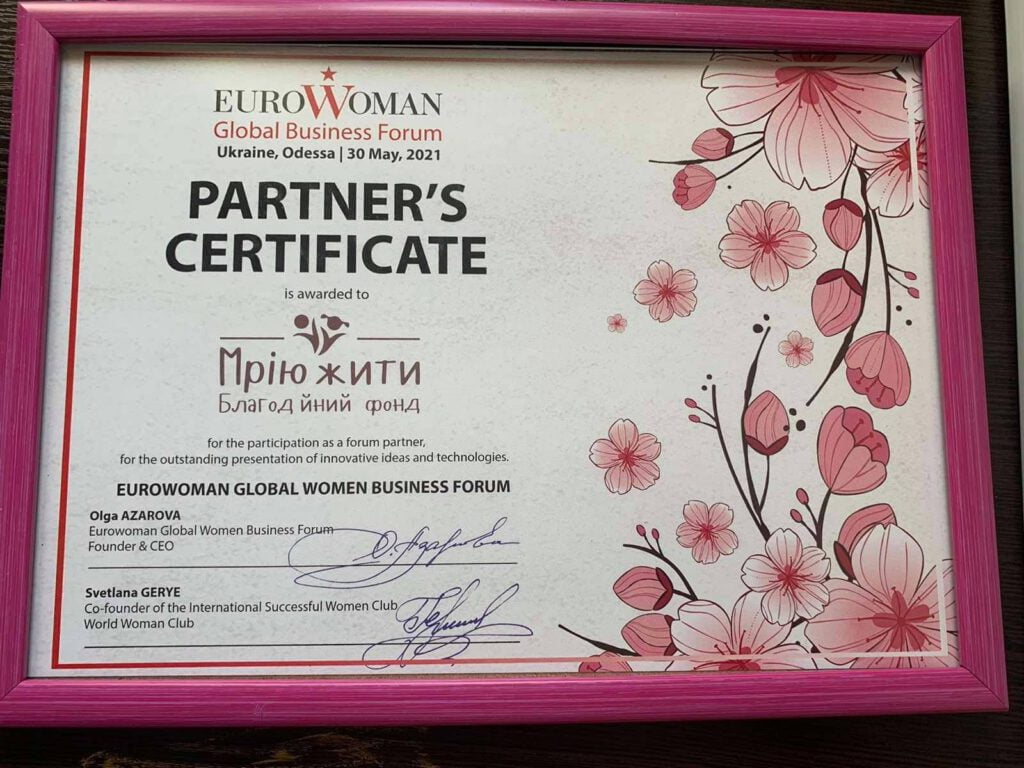 EUROWOMAN
Global Business Forum
Ukraine, Odessa | 30 May, 2021
PARTNER'S
CERTIFICATE
is awarded to
Мрію жити
Благод йний фонд
for the participation as a forum partner,
for the outstanding presentation of innovative ideas and technologies.
EUROWOMAN GLOBAL WOMEN BUSINESS FORUM
Olga AZAROVA
Eurowoman Global Women Business Forum
Founder & CEO
Svetlana GERYE
Co-founder of the International Successful Women Club
World Woman Club